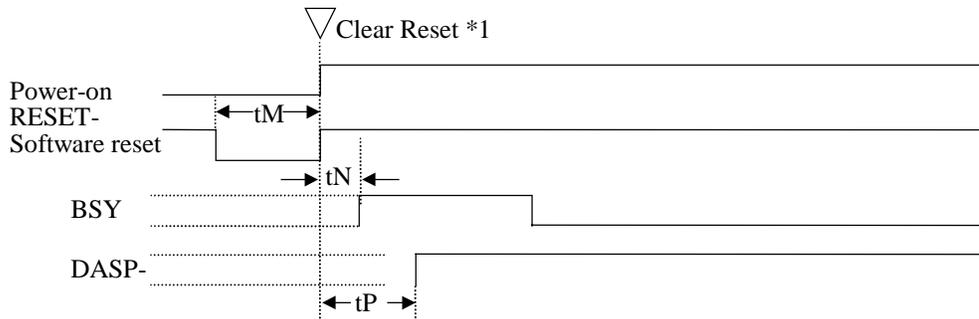 Clear Reset *1
Power-on
RESET-
tM
Software reset
tN
BSY
DASP-
tP